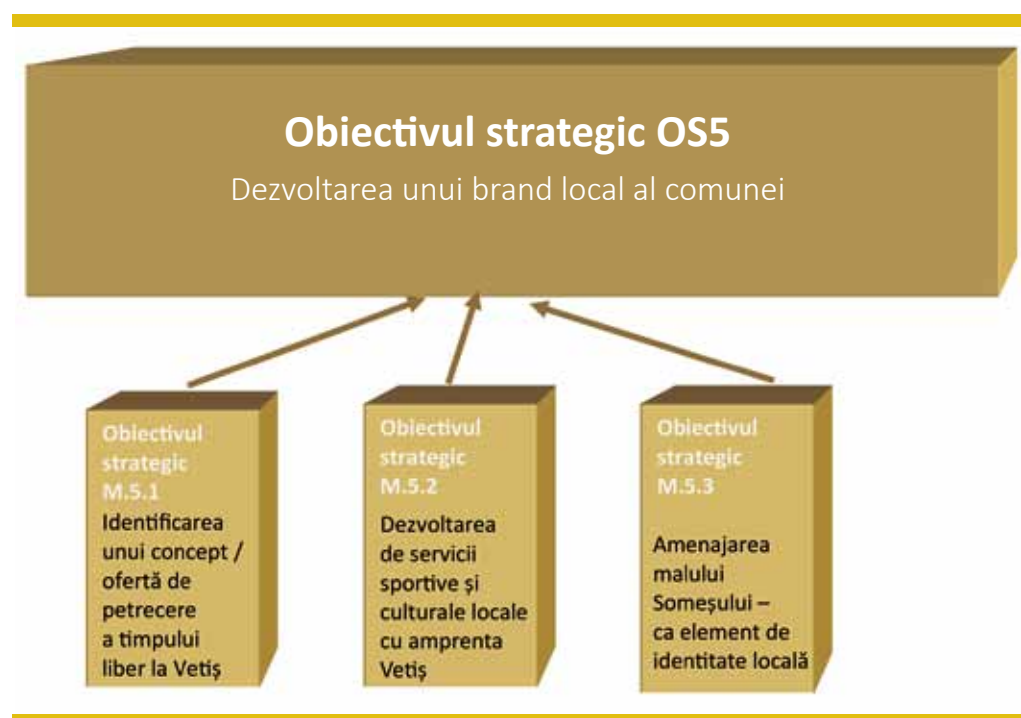 Obiectivul strategic OS5
Dezvoltarea unui brand local al comunei
Obiectivul
strategic
M.5.1
Identificarea
unui concept /
ofertă de
petrecere
a timpului
liber la Vetiș
Obiectivul
strategic
M.5.2
Dezvoltarea
de servicii
sportive și
culturale locale
cu amprenta
Vetiș
Obiectivul
strategic
M.5.3
Amenajarea
malului
Someșului –
ca element de
identitate locală